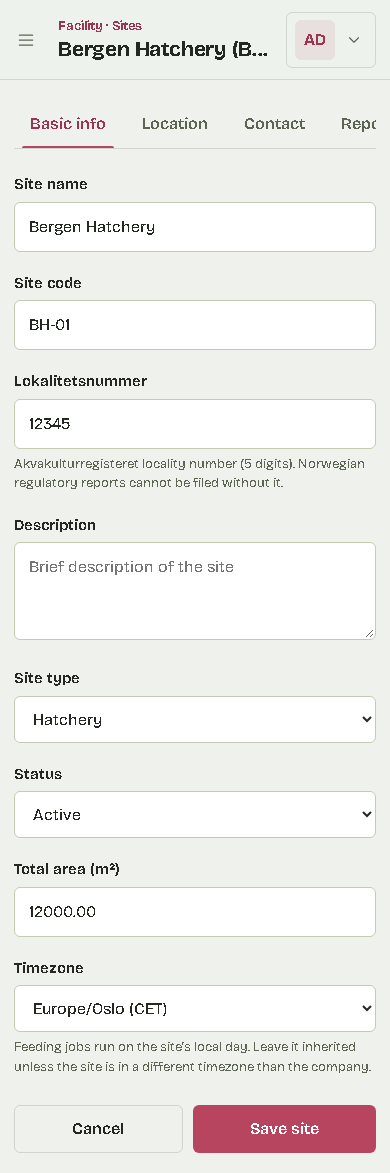 Facility · Sites
Bergen Hatchery (B...
AD
Basic info
Location
Contact
Repo
Site name
Bergen Hatchery
Site code
BH-01
Lokalitetsnummer
12345
Akvakulturregisteret locality number (5 digits). Norwegian
regulatory reports cannot be filed without it.
Description
Brief description of the site
Site type
Hatchery
Status
Active
Total area (m²)
12000.00
Timezone
Europe/Oslo (CET)
Feeding jobs run on the site's local day. Leave it inherited
unless the site is in a different timezone than the company.
Cancel
Save site